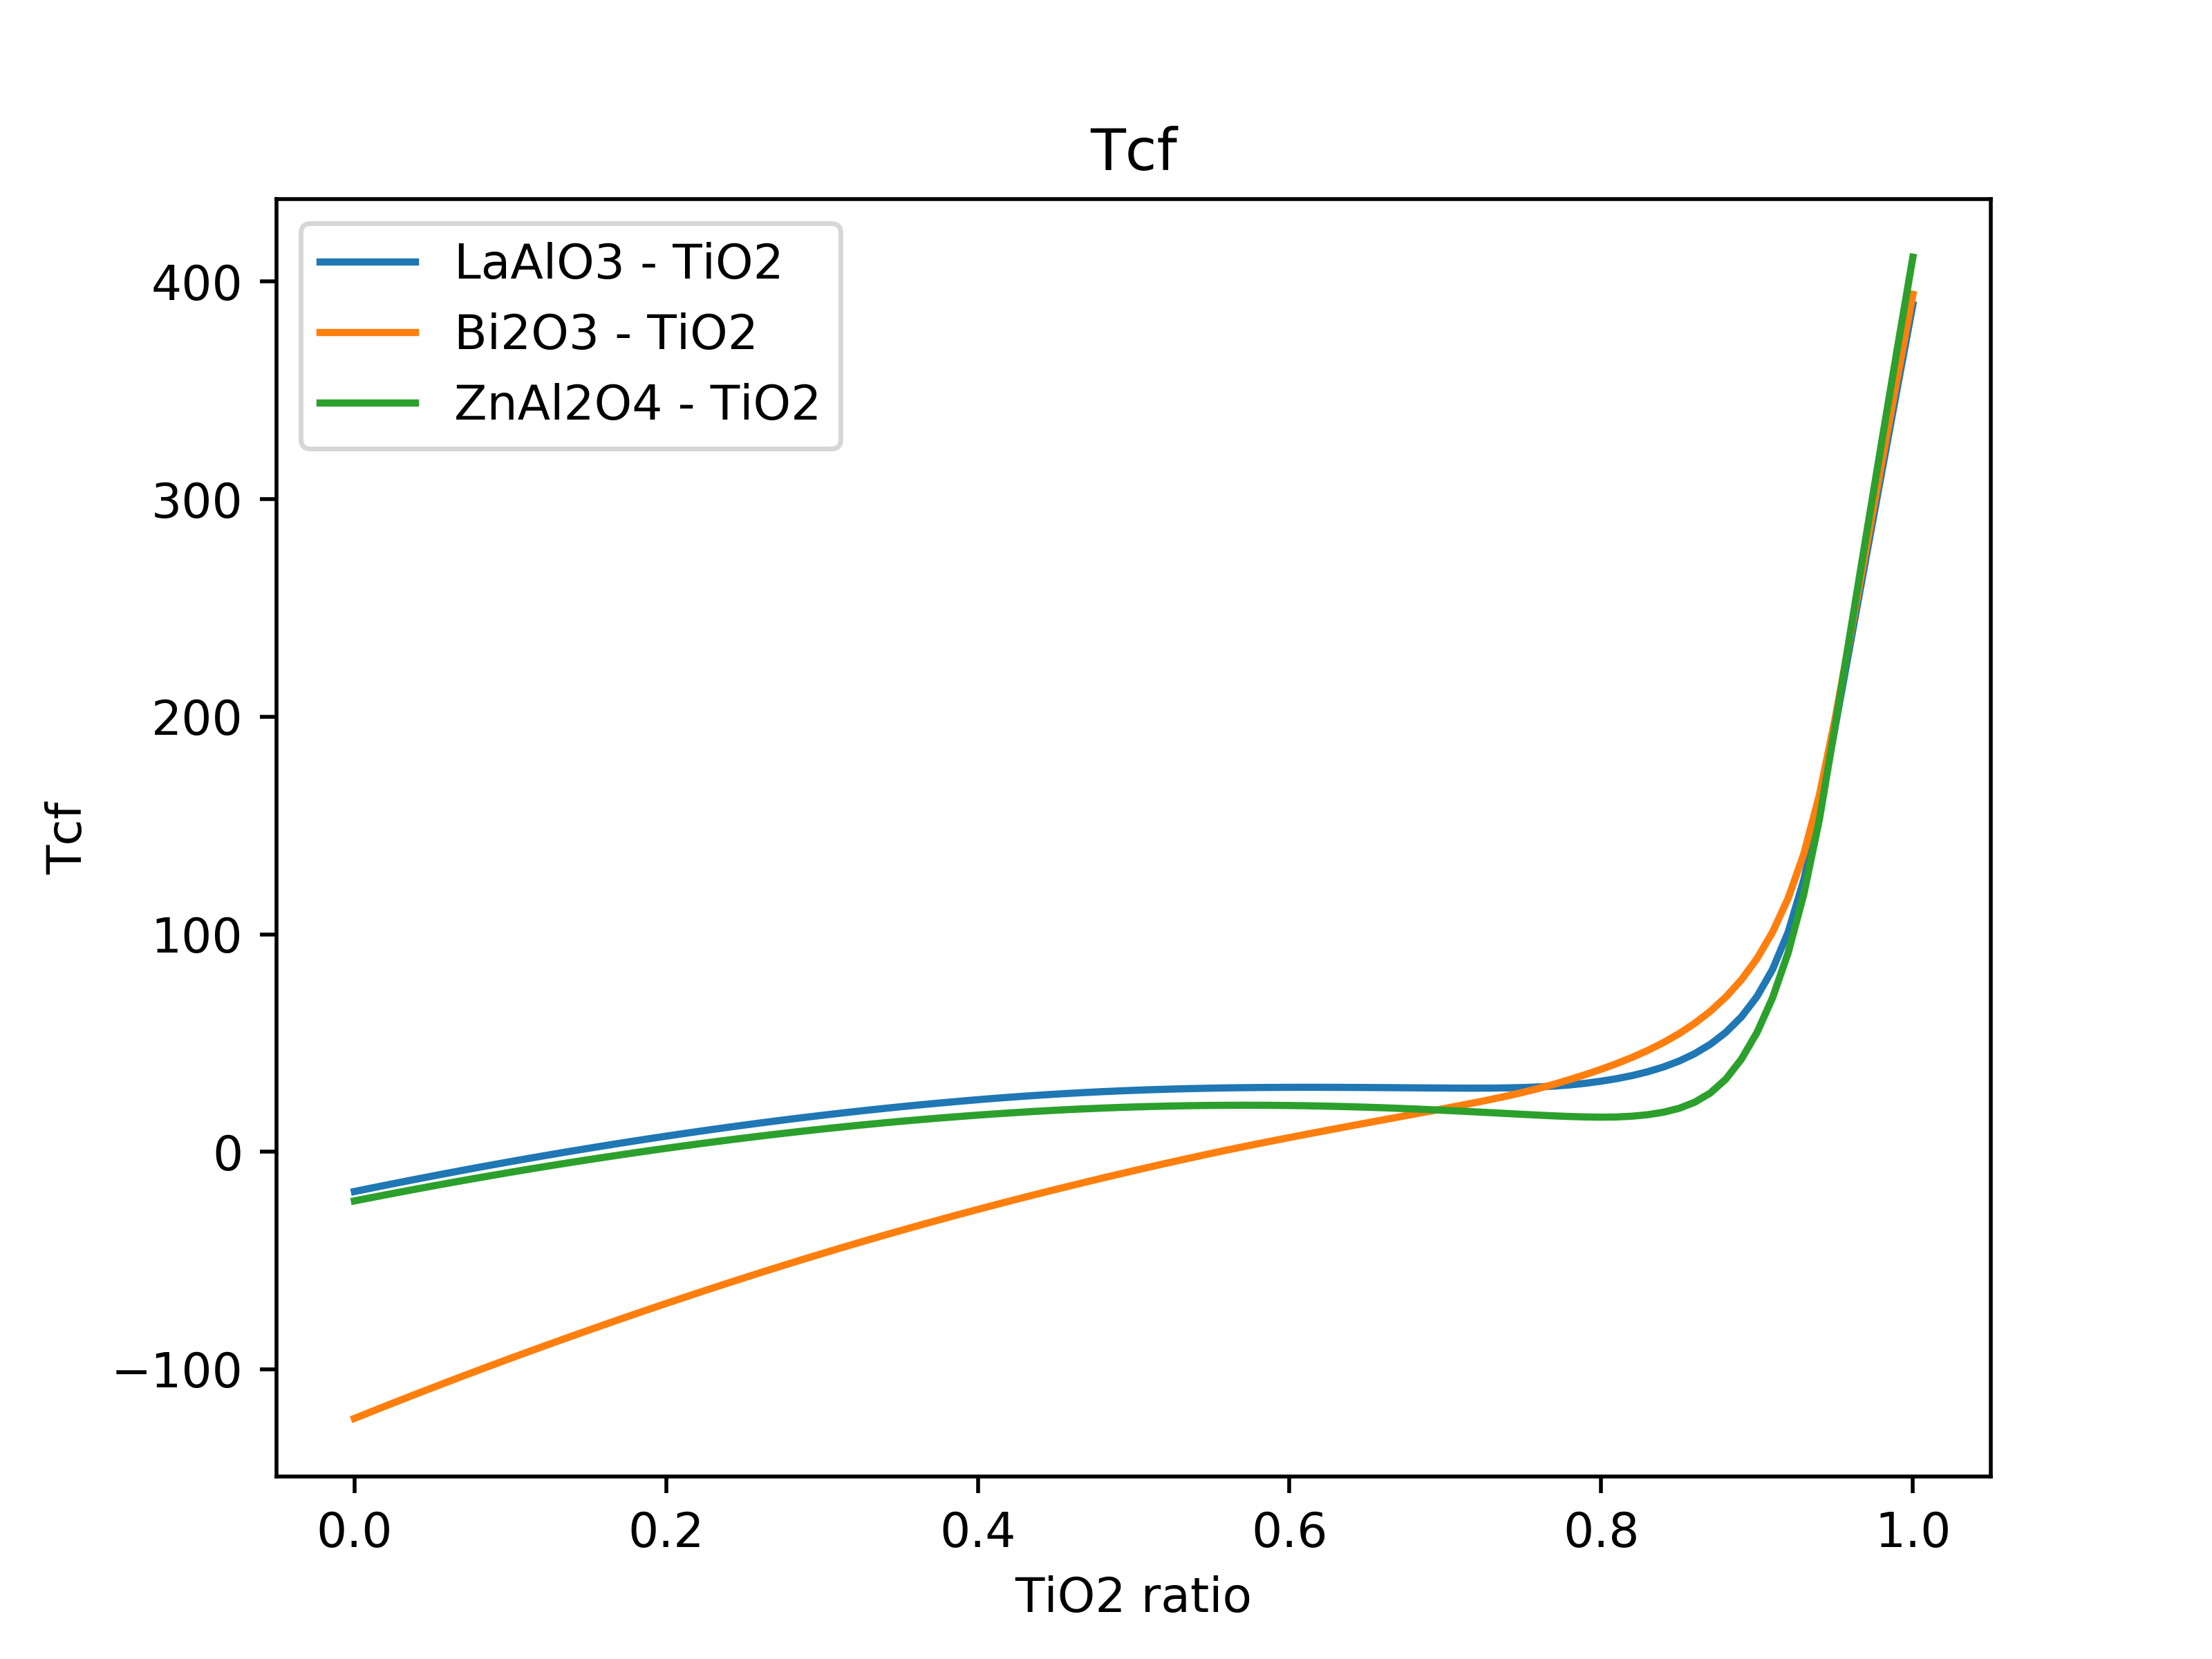 Tcf
LaAlO3 - TiO2
Bi2O3 - TiO2
ZnAl2O4 - TiO2
400
300
200
100
0
−100
Tcf
0.0 0.2 0.4 0.6 0.8 1.0
TiO2 ratio